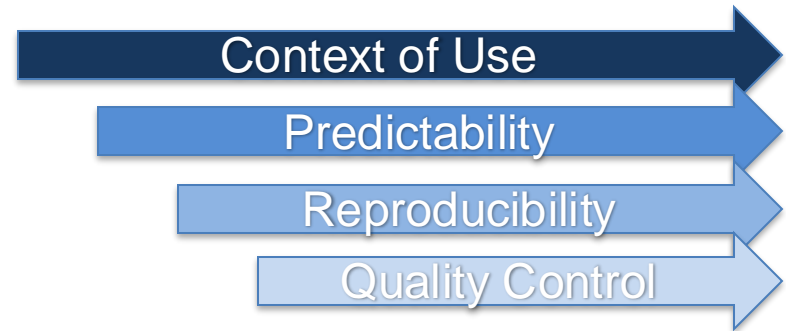 Context of Use
Predictability
Reproducibility
Quality Control